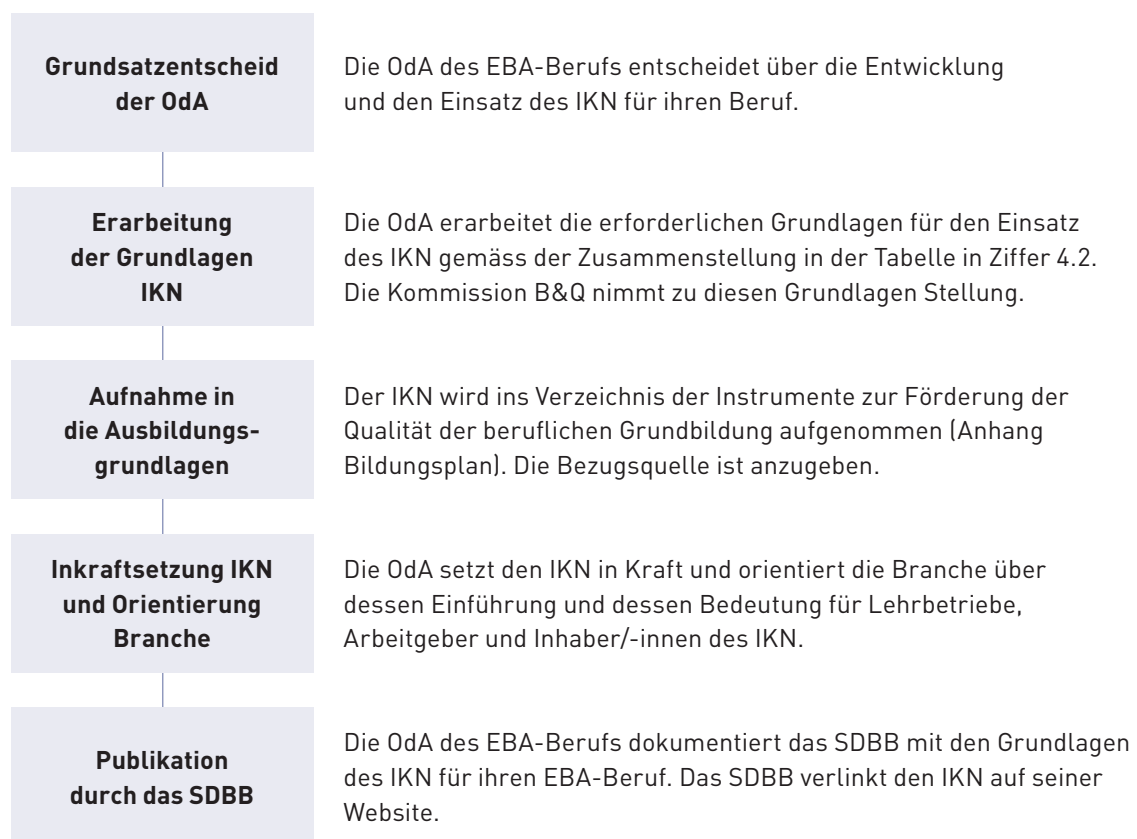 Grundsatzentscheid
der OdA
Die OdA des EBA-Berufs entscheidet über die Entwicklung
und den Einsatz des IKN für ihren Beruf.
Erarbeitung
der Grundlagen
IKN
Die OdA erarbeitet die erforderlichen Grundlagen für den Einsatz
des IKN gemäss der Zusammenstellung in der Tabelle in Ziffer 4.2.
Die Kommission B&Q nimmt zu diesen Grundlagen Stellung.
Aufnahme in
die Ausbildungs-
grundlagen
Der IKN wird ins Verzeichnis der Instrumente zur Förderung der
Qualität der beruflichen Grundbildung aufgenommen (Anhang
Bildungsplan). Die Bezugsquelle ist anzugeben.
Inkraftsetzung IKN
und Orientierung
Branche
Die OdA setzt den IKN in Kraft und orientiert die Branche über
dessen Einführung und dessen Bedeutung für Lehrbetriebe,
Arbeitgeber und Inhaber/-innen des IKN.
Publikation
durch das SDBB
Die OdA des EBA-Berufs dokumentiert das SDBB mit den Grundlagen
des IKN für ihren EBA-Beruf. Das SDBB verlinkt den IKN auf seiner
Website.